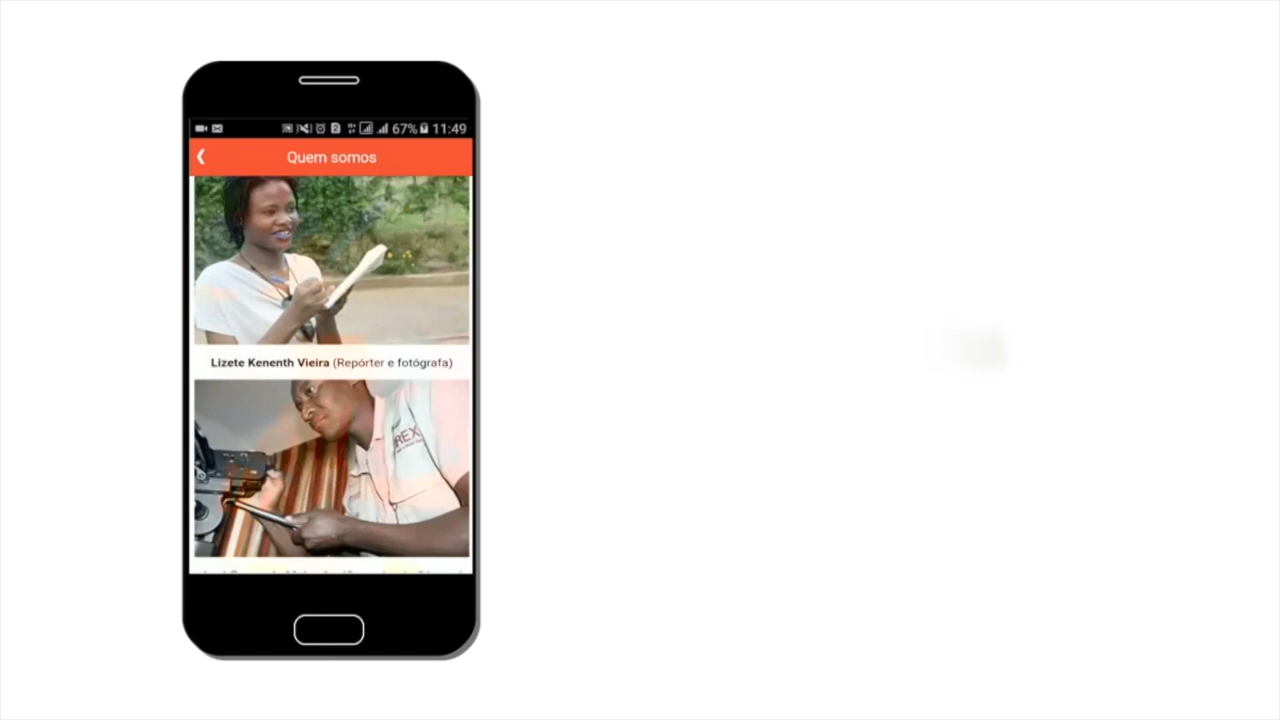 67% 11:49
Quem somos
Lizete Kenenth Vieira (Repórter e fotógrafa)
REX